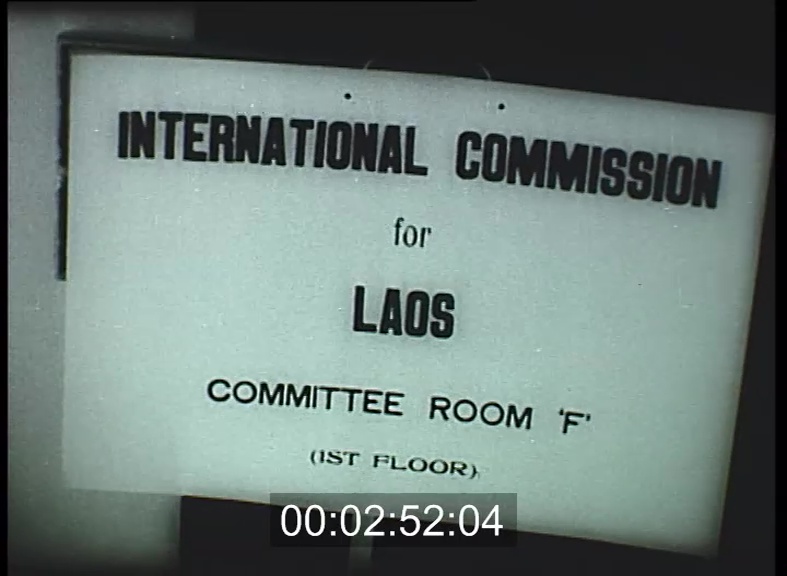 INTERNATIONAL COMMISSION
for
LAOS
COMMITTEE ROOM 'F'
(IST FLOOR)
00:02:52:04